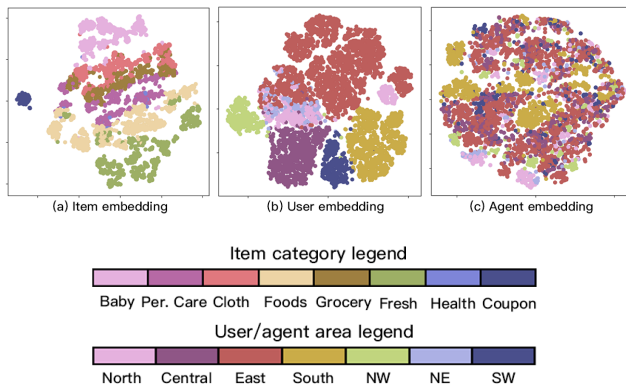 (a) Item embedding
(b) User embedding
(c) Agent embedding
Item category legend
Baby Per. Care Cloth Foods Grocery Fresh Health Coupon
User/agent area legend
North Central East South NW NE SW